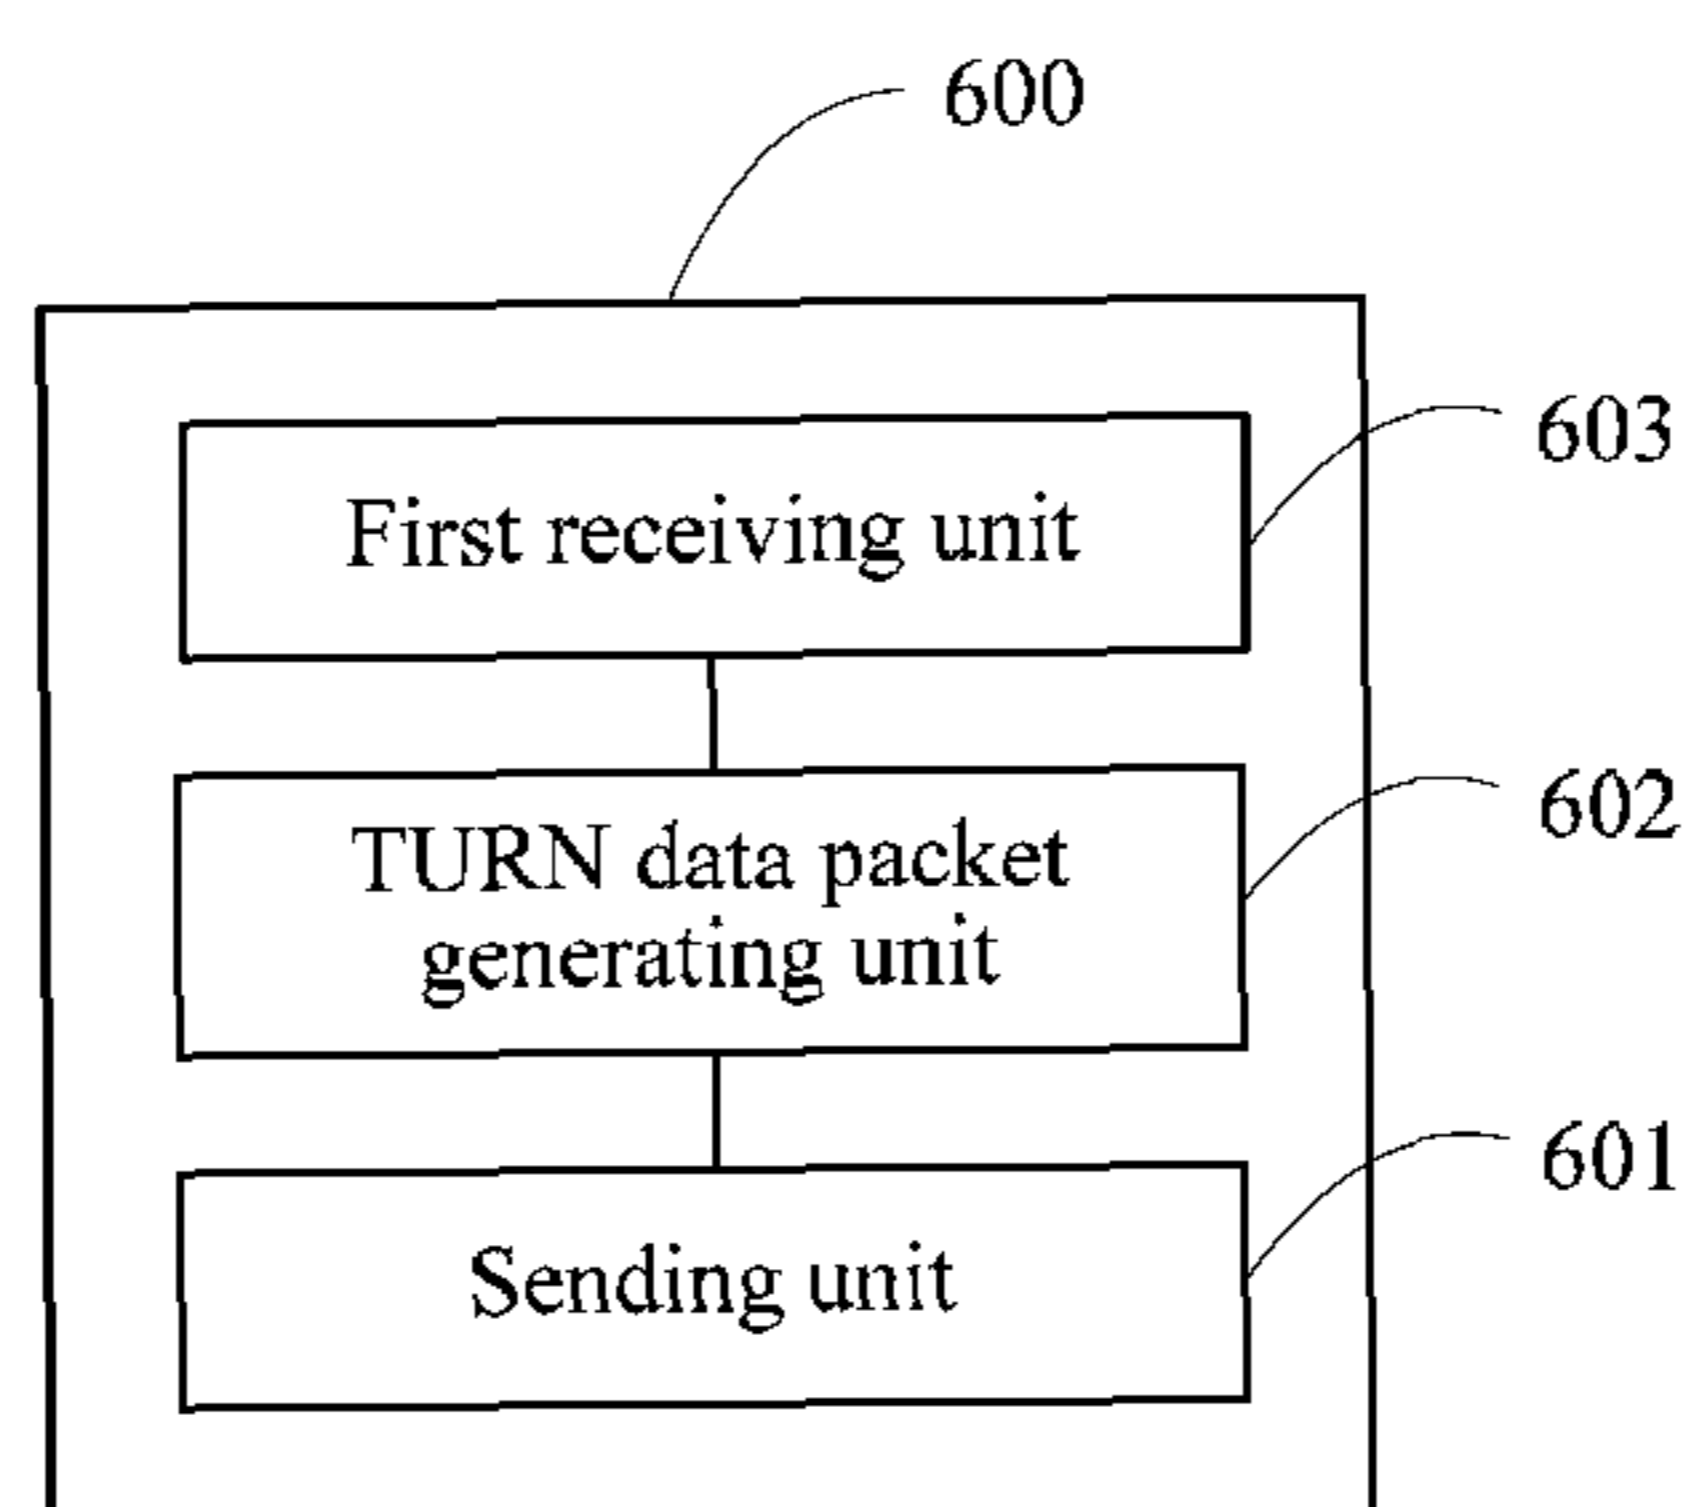 600
603
First receiving unit
602
TURN data packet
generating unit
601
Sending unit